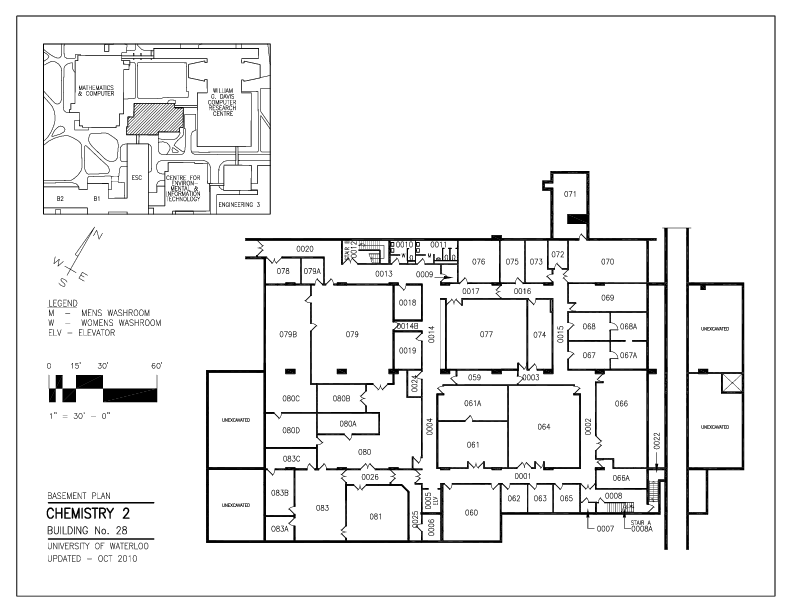 MATHEMATICS
& COMPUTER
WILLIAM
G. DAVIS
COMPUTER
RESEARCH
CENTRE
ESC
CENTRE FOR
ENVIRON-
MENTAL &
INFORMATION
TECHNOLOGY
B2
B1
ENGINEERING 3
N
W
E
S
LEGEND
M – MENS WASHROOM
W – WOMENS WASHROOM
ELV – ELEVATOR
0 15' 30' 60'
1" = 30' – 0"
BASEMENT PLAN
CHEMISTRY 2
BUILDING No. 28
UNIVERSITY OF WATERLOO
UPDATED – OCT 2010
071
0020
STAIR B
0012
0010
0011
W
M
078
079A
0013
0009
076
075
073
072
070
0017
0016
069
0018
0014B
0014
0019
079B
079
077
074
0015
068
068A
067
067A
UNEXCAVATED
0024
059
0003
080C
080B
061A
066
080A
080D
0004
064
0002
UNEXCAVATED
UNEXCAVATED
061
080
083C
0022
0026
0001
066A
083B
083
081
0005
ELV
060
062
063
065
0008
UNEXCAVATED
083A
0025
0006
0007
STAIR A
0008A